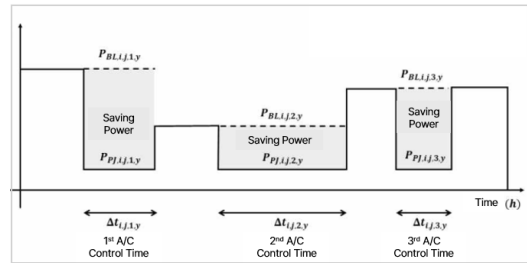 P_{BL,i,j,1,y}
P_{BL,i,j,3,y}
P_{BL,i,j,2,y}
Saving
Power
Saving Power
Saving
Power
P_{PJ,i,j,1,y}
P_{PJ,i,j,2,y}
P_{PJ,i,j,3,y}
Time (h)
Δt_{i,j,1,y}
Δt_{i,j,2,y}
Δt_{i,j,3,y}
1st A/C
Control Time
2nd A/C
Control Time
3rd A/C
Control Time